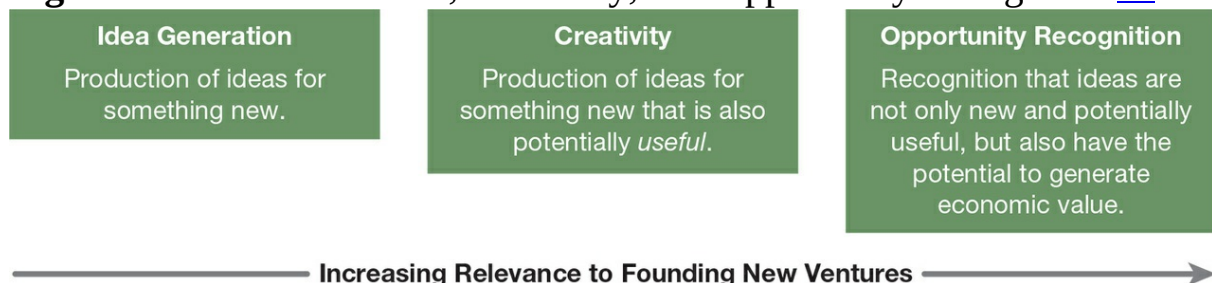 Idea Generation
Production of ideas for
something new.
Creativity
Production of ideas for
something new that is also
potentially useful.
Opportunity Recognition
Recognition that ideas are
not only new and potentially
useful, but also have the
potential to generate
economic value.
Increasing Relevance to Founding New Ventures